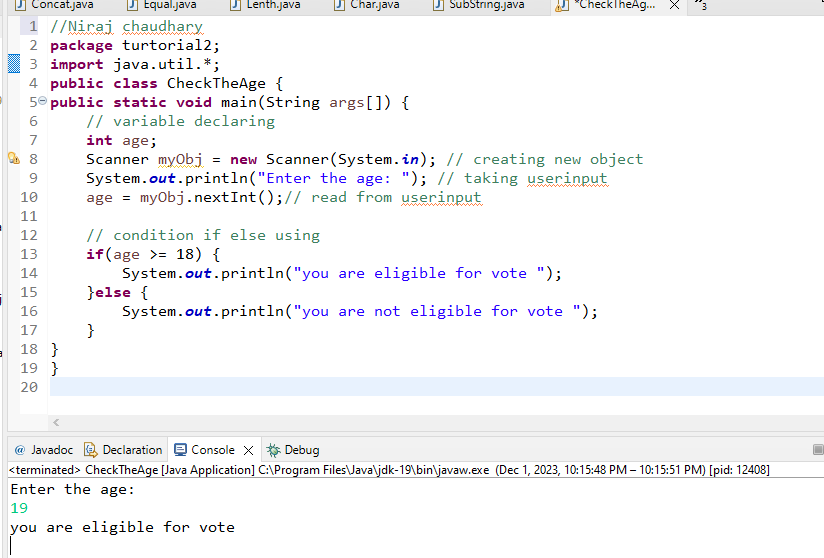 Concat.java Equal.java Lenth.java Char.java SubString.java *CheckTheAg... 3
1 //Niraj chaudhary
2 package turtorial2;
3 import java.util.*;
4 public class CheckTheAge {
5 public static void main(String args[]) {
6 // variable declaring
7 int age;
8 Scanner myObj = new Scanner(System.in); // creating new object
9 System.out.println("Enter the age: "); // taking userinput
10 age = myObj.nextInt();// read from userinput
11
12 // condition if else using
13 if(age >= 18) {
14 System.out.println("you are eligible for vote ");
15 }else {
16 System.out.println("you are not eligible for vote ");
17 }
18 }
19 }
20
@ Javadoc Declaration Console Debug
<terminated> CheckTheAge [Java Application] C:\Program Files\Java\jdk-19\bin\javaw.exe (Dec 1, 2023, 10:15:48 PM – 10:15:51 PM) [pid: 12408]
Enter the age:
19
you are eligible for vote